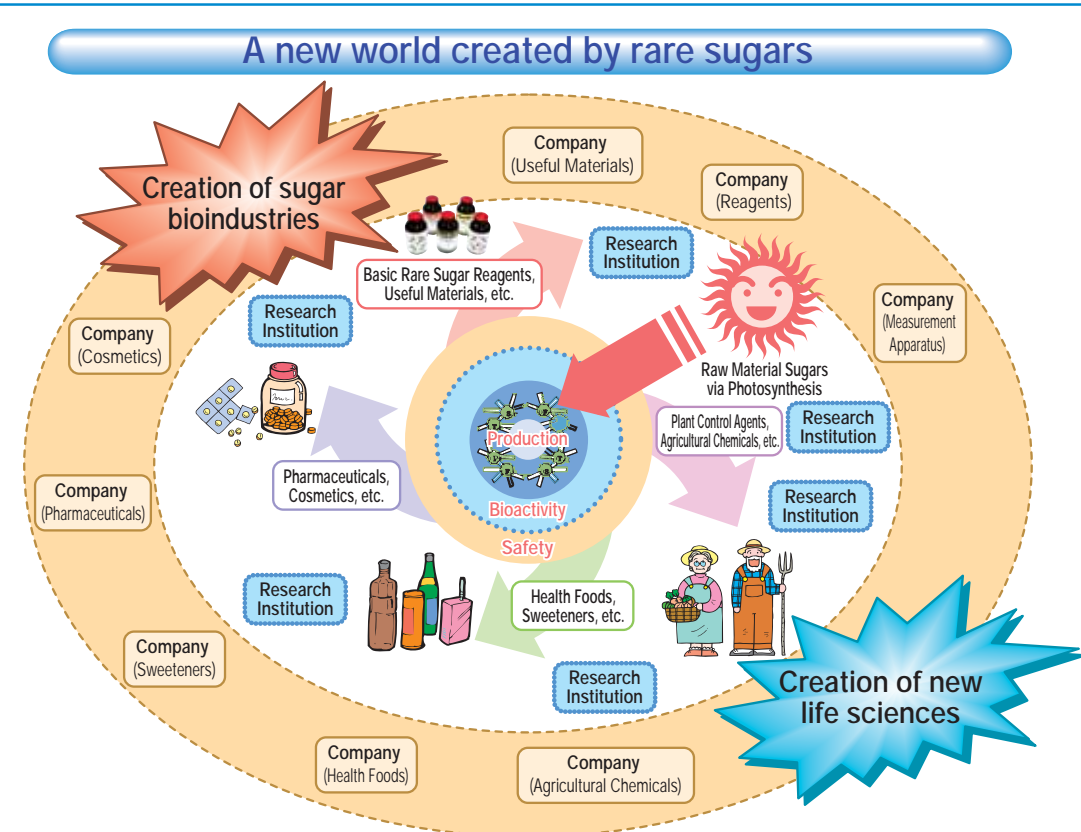 A new world created by rare sugars
Creation of sugar
bioindustries
Company
(Useful Materials)
Company
(Reagents)
Research
Institution
Basic Rare Sugar Reagents,
Useful Materials, etc.
Company
(Measurement
Apparatus)
Research
Institution
Company
(Cosmetics)
Raw Material Sugars
via Photosynthesis
Plant Control Agents,
Agricultural Chemicals, etc.
Research
Institution
Production
Pharmaceuticals,
Cosmetics, etc.
Company
(Pharmaceuticals)
Research
Institution
Bioactivity
Safety
Research
Institution
Health Foods,
Sweeteners, etc.
Company
(Sweeteners)
Research
Institution
Creation of new
life sciences
Company
(Health Foods)
Company
(Agricultural Chemicals)